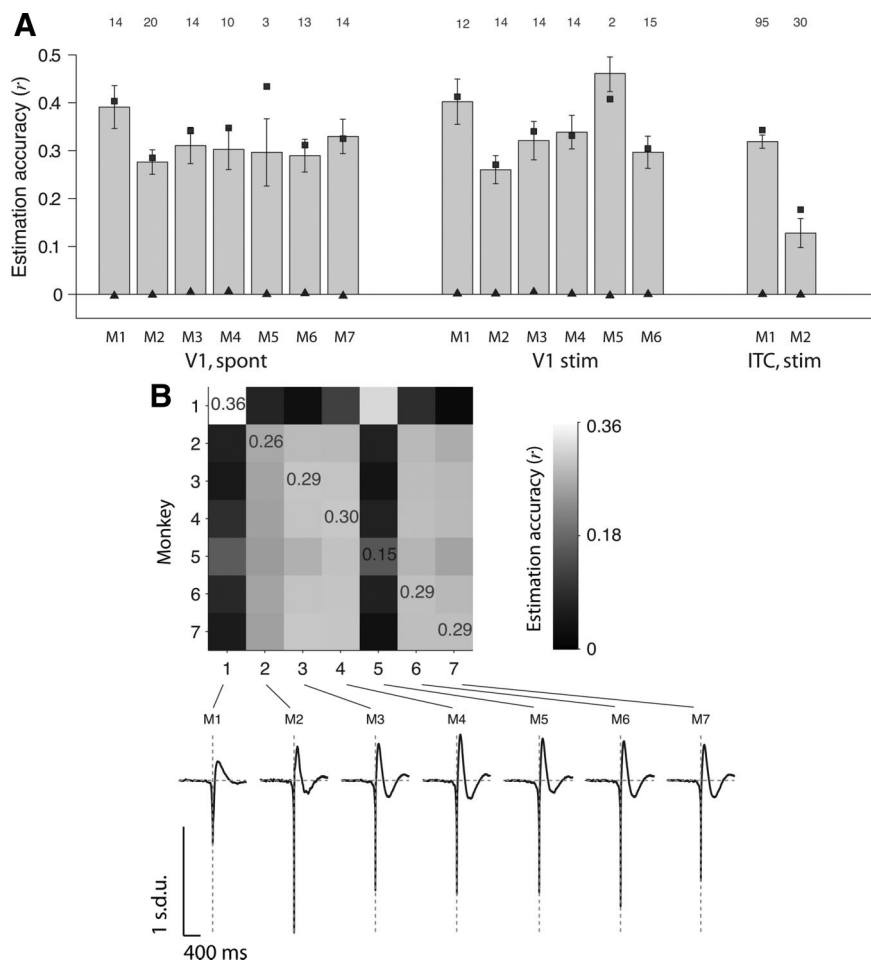 A
14 20 14 10 3 13 14 12 14 14 14 2 15 95 30
Estimation accuracy (r)
0.5
0.4
0.3
0.2
0.1
0
M1 M2 M3 M4 M5 M6 M7 M1 M2 M3 M4 M5 M6 M1 M2
V1, spont V1 stim ITC, stim
B
Monkey
1 0.36
2 0.26
3 0.29
4 0.30
5 0.15
6 0.29
7 0.29
1 2 3 4 5 6 7
Estimation accuracy (r)
0.36
0.18
0
M1 M2 M3 M4 M5 M6 M7
1 s.d.u.
400 ms